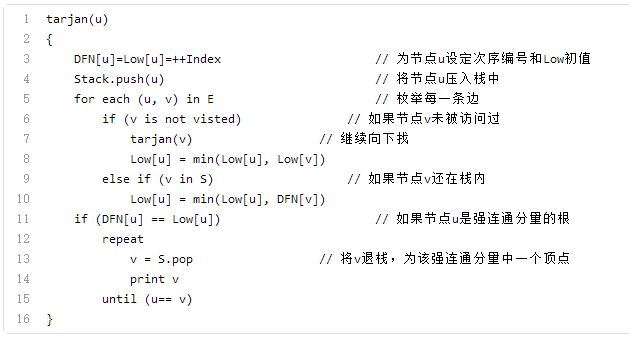 1 tarjan(u)
2 {
3 DFN[u]=Low[u]=++Index // 为节点u设定次序编号和Low初值
4 Stack.push(u) // 将节点u压入栈中
5 for each (u, v) in E // 枚举每一条边
6 if (v is not visted) // 如果节点v未被访问过
7 tarjan(v) // 继续向下找
8 Low[u] = min(Low[u], Low[v])
9 else if (v in S) // 如果节点v还在栈内
10 Low[u] = min(Low[u], DFN[v])
11 if (DFN[u] == Low[u]) // 如果节点u是强连通分量的根
12 repeat
13 v = S.pop // 将v退栈，为该强连通分量中一个顶点
14 print v
15 until (u== v)
16 }